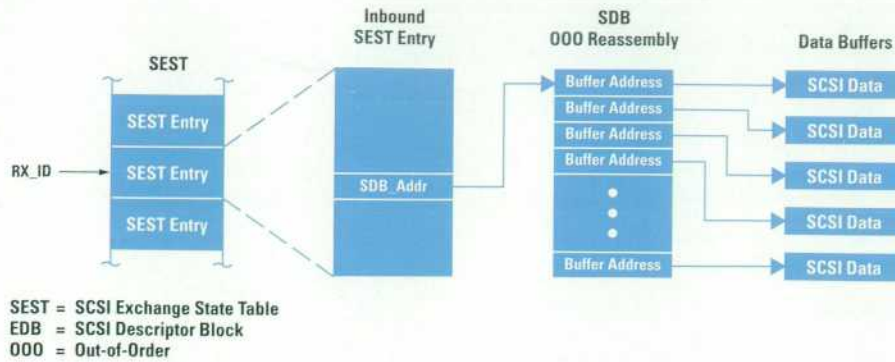 SEST
SEST Entry
SEST Entry
SEST Entry
RX_ID
Inbound
SEST Entry
SDB_Addr
SDB
OOO Reassembly
Buffer Address
Buffer Address
Buffer Address
Buffer Address
Buffer Address
Data Buffers
SCSI Data
SCSI Data
SCSI Data
SCSI Data
SCSI Data
SEST = SCSI Exchange State Table
EDB = SCSI Descriptor Block
OOO = Out-of-Order